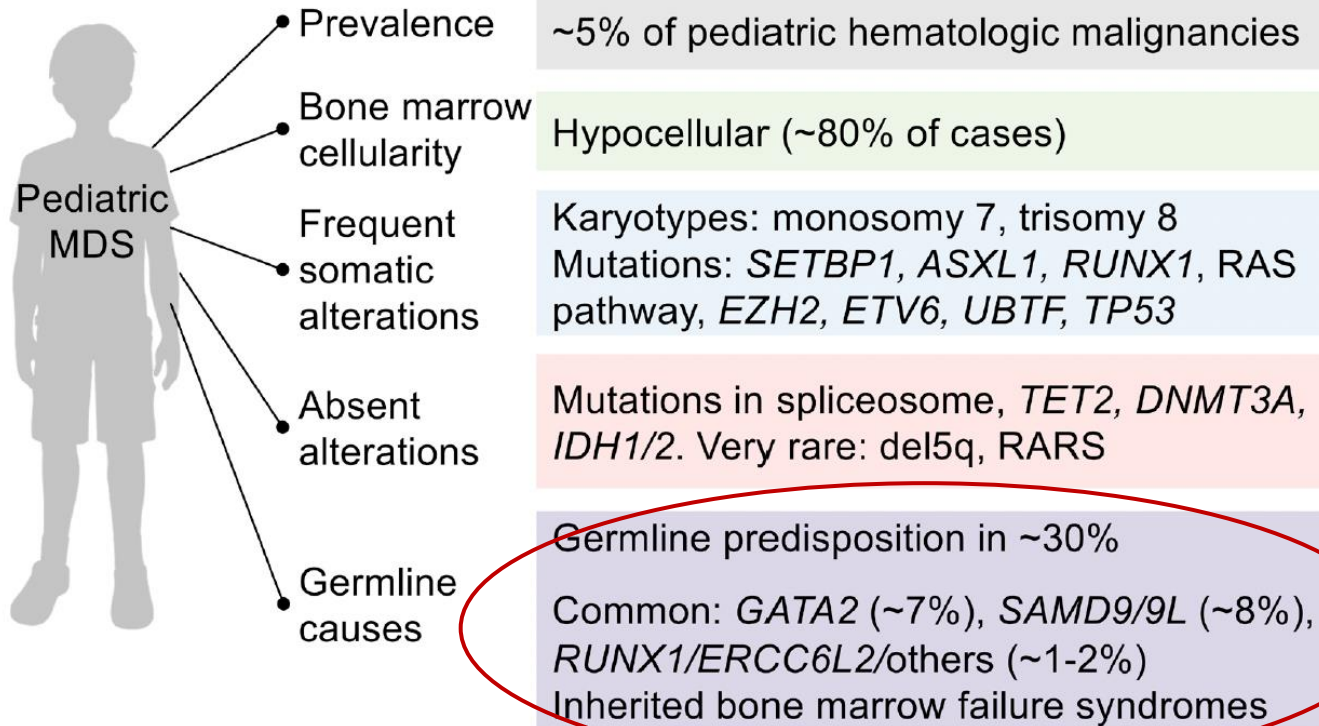 Pediatric
MDS
Prevalence
~5% of pediatric hematologic malignancies
Bone marrow
cellularity
Hypocellular (~80% of cases)
Frequent
somatic
alterations
Karyotypes: monosomy 7, trisomy 8
Mutations: SETBP1, ASXL1, RUNX1, RAS
pathway, EZH2, ETV6, UBTF, TP53
Absent
alterations
Mutations in spliceosome, TET2, DNMT3A,
IDH1/2. Very rare: del5q, RARS
Germline
causes
Germline predisposition in ~30%
Common: GATA2 (~7%), SAMD9/9L (~8%),
RUNX1/ERCC6L2/others (~1-2%)
Inherited bone marrow failure syndromes